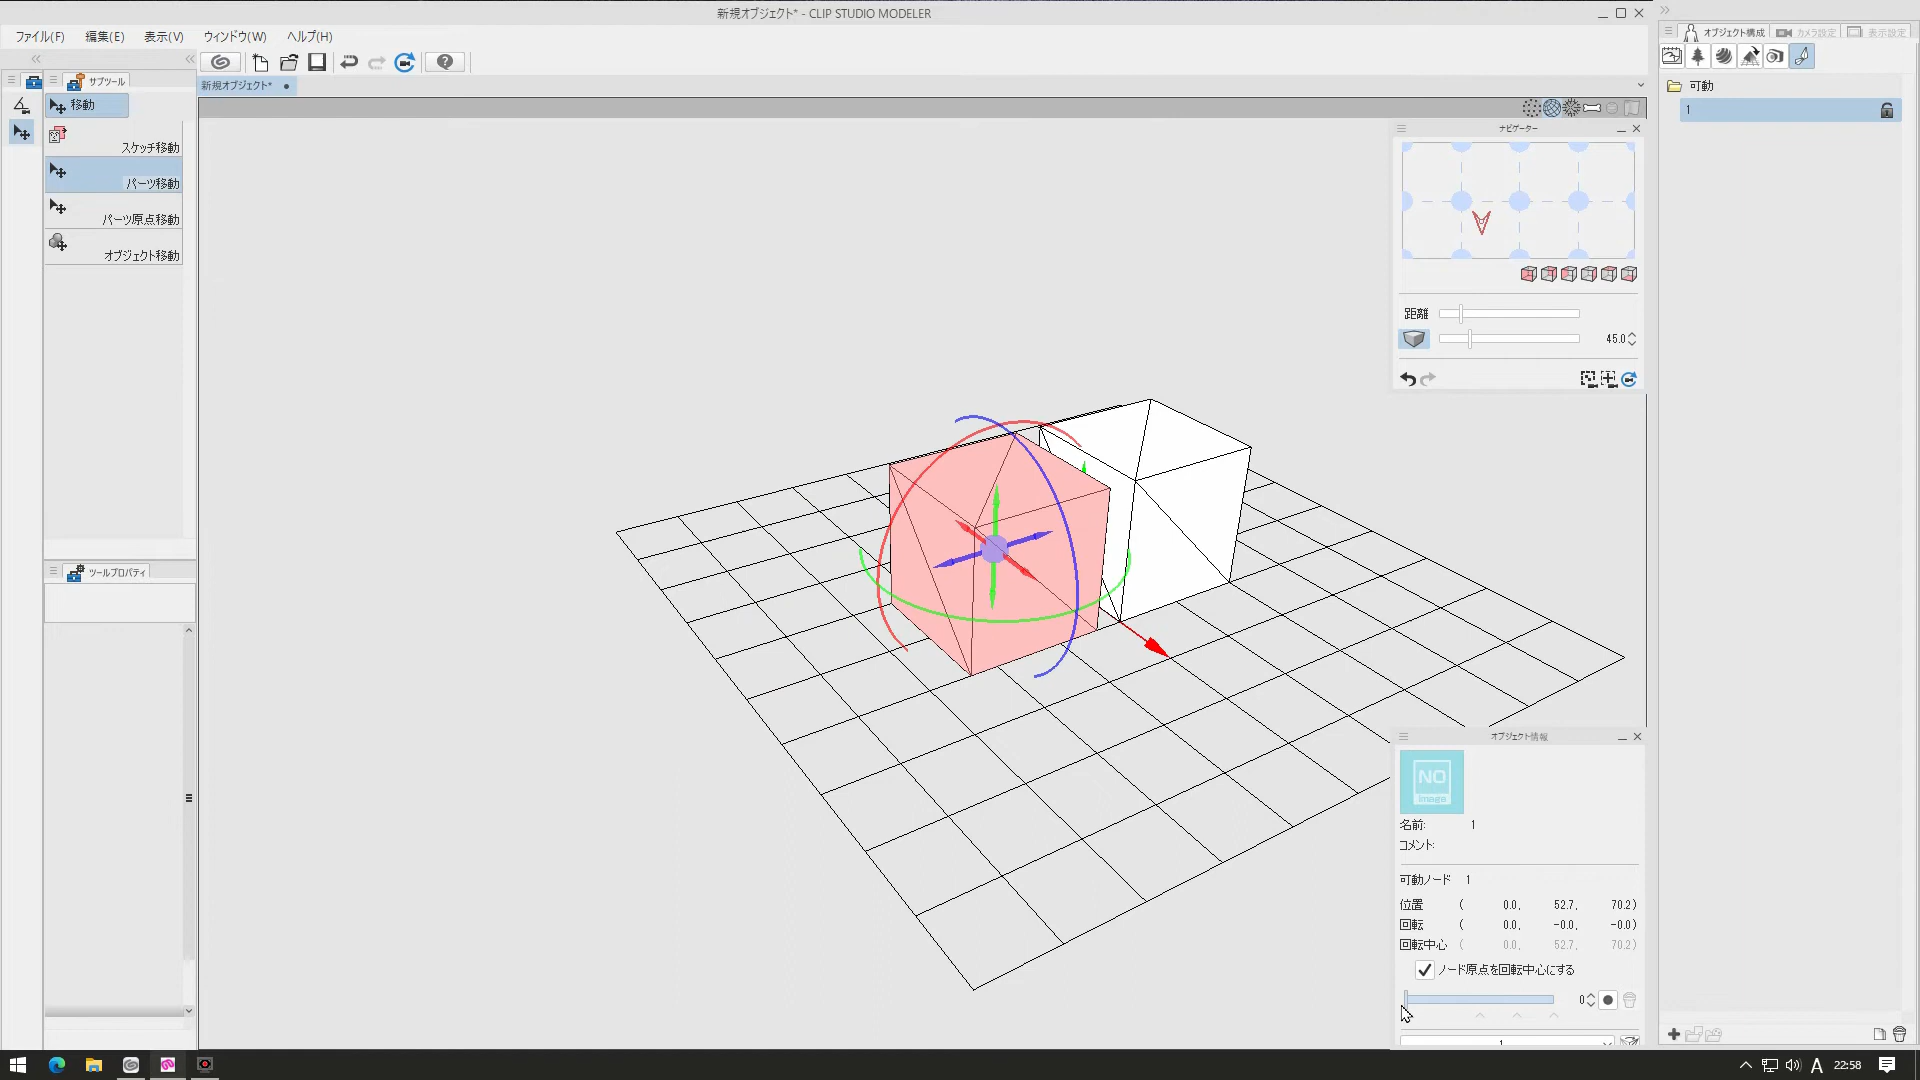 新規オブジェクト* - CLIP STUDIO MODELER
ファイル(F) 編集(E) 表示(V) ウィンドウ(W) ヘルプ(H)
オブジェクト構成 カメラ設定 表示設定
サブツール
新規オブジェクト*
移動
スケッチ移動
パーツ移動
パーツ原点移動
オブジェクト移動
ツールプロパティ
可動
1
ナビゲーター
距離
45.0
オブジェクト情報
NO
image
名前: 1
コメント:
可動ノード 1
位置 ( 0.0, 52.7, 70.2)
回転 ( 0.0, -0.0, -0.0)
回転中心 ( 0.0, 52.7, 70.2)
ノード原点を回転中心にする
0
1
A 22:58